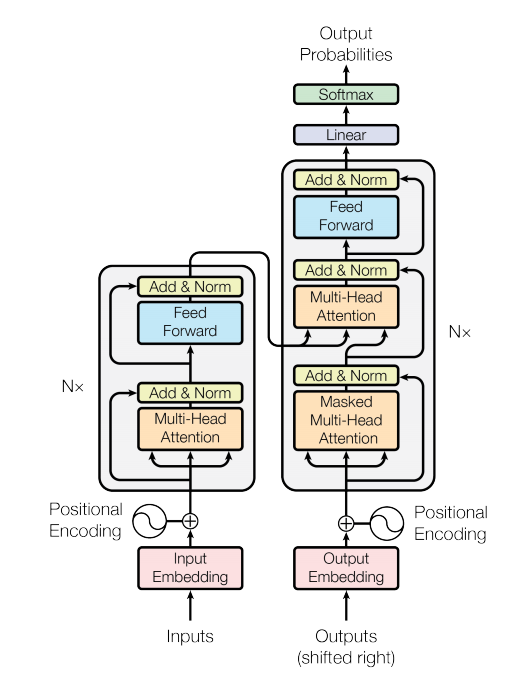 Output
Probabilities
Softmax
Linear
Add & Norm
Feed
Forward
Add & Norm
Multi-Head
Attention
Nx
Add & Norm
Masked
Multi-Head
Attention
Add & Norm
Feed
Forward
Nx
Add & Norm
Multi-Head
Attention
Positional
Encoding
Positional
Encoding
Input
Embedding
Output
Embedding
Inputs
Outputs
(shifted right)